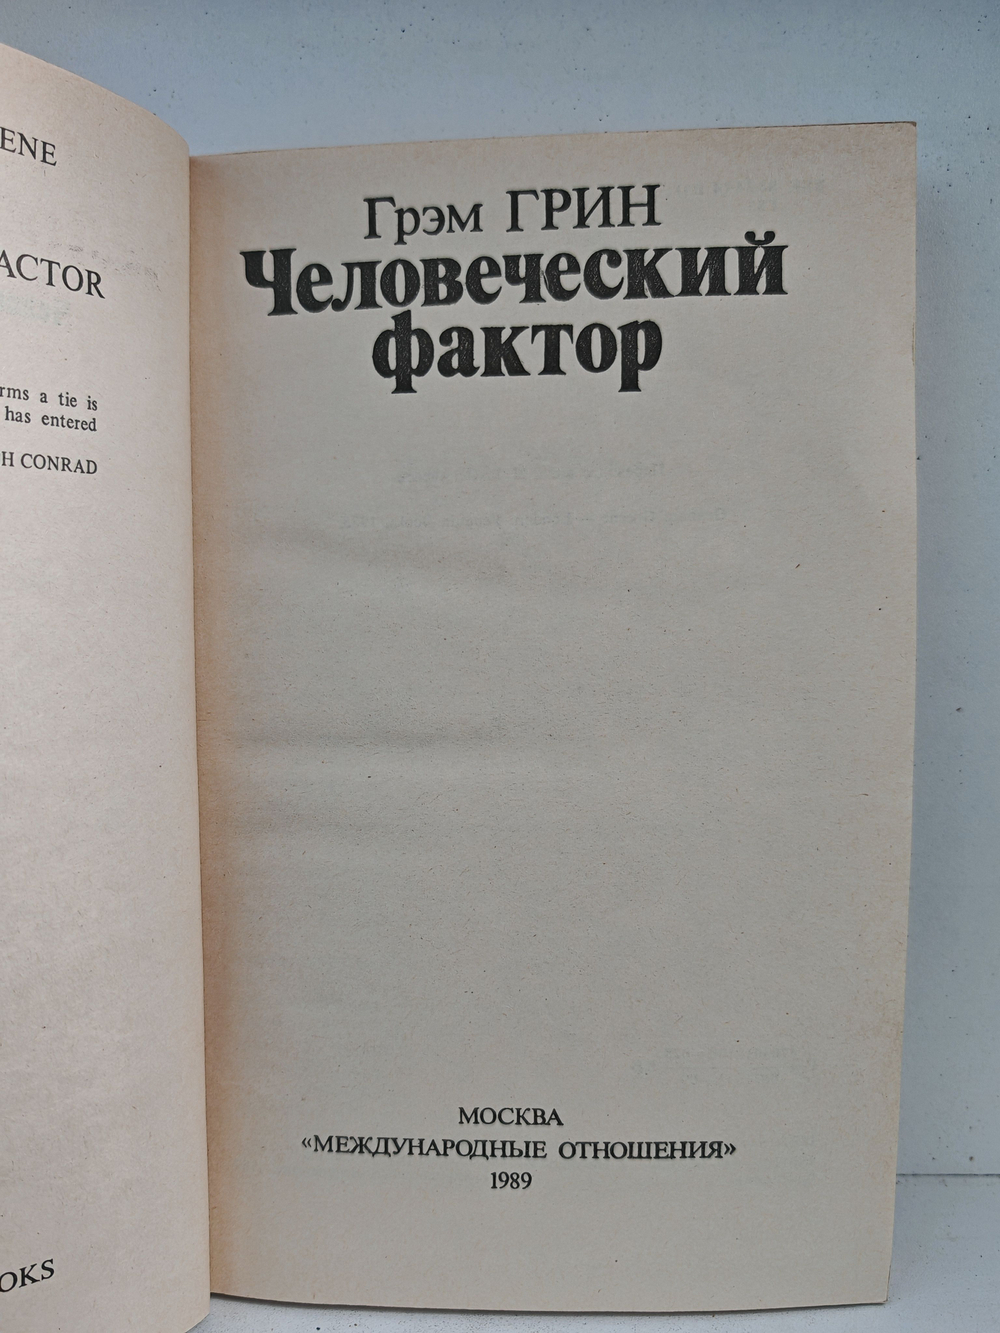 ENE
ACTOR
rms a tie is
has entered
H CONRAD
OKS
Грэм ГРИН
Человеческий
фактор
МОСКВА
«МЕЖДУНАРОДНЫЕ ОТНОШЕНИЯ»
1989